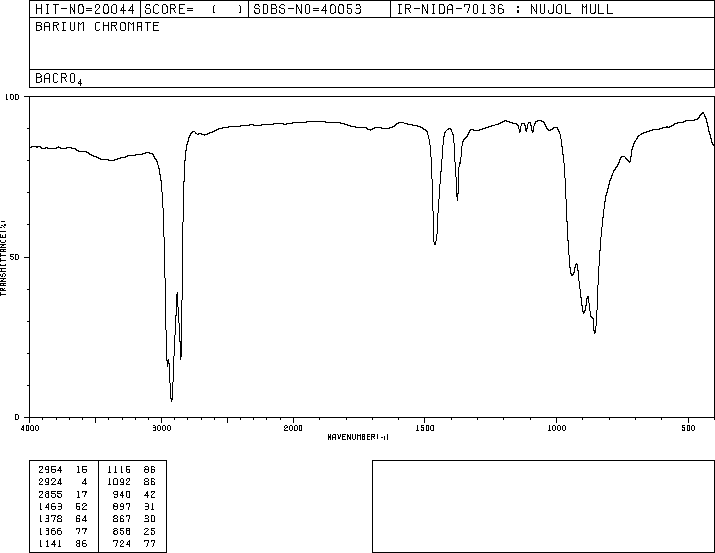 HIT-NO=20044 SCORE= ( ) SDBS-NO=40053 IR-NIDA-70136 : NUJOL MULL
BARIUM CHROMATE
BACRO4
100
50
0
TRANSMITTANCE(%)
4000 3000 2000 1500 1000 500
WAVENUMBER(-1)
2954 16 1116 86
2924 4 1092 86
2855 17 940 42
1463 52 897 31
1378 64 867 30
1366 77 858 25
1141 86 724 77